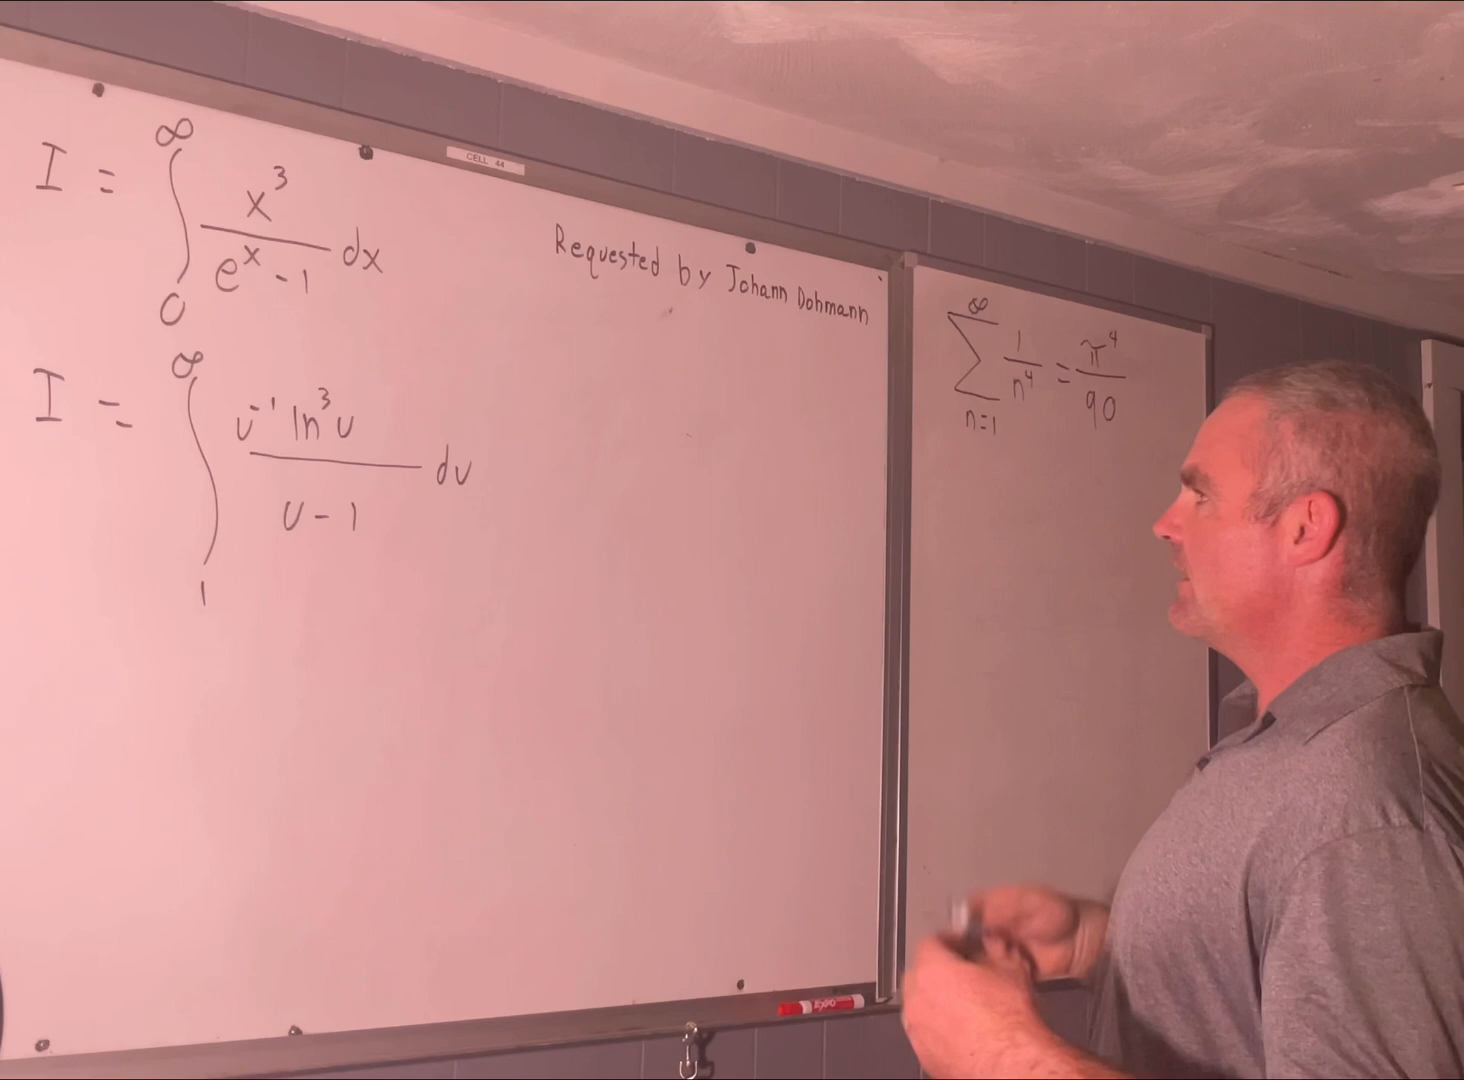 I = ∫₀^∞ x³/(eˣ - 1) dx
I = ∫₁^∞ u⁻¹ ln³u/(u - 1) du
CELL 44
Requested by Johann Dohmann
∑_{n=1}^∞ 1/n⁴ = π⁴/90
EXPO